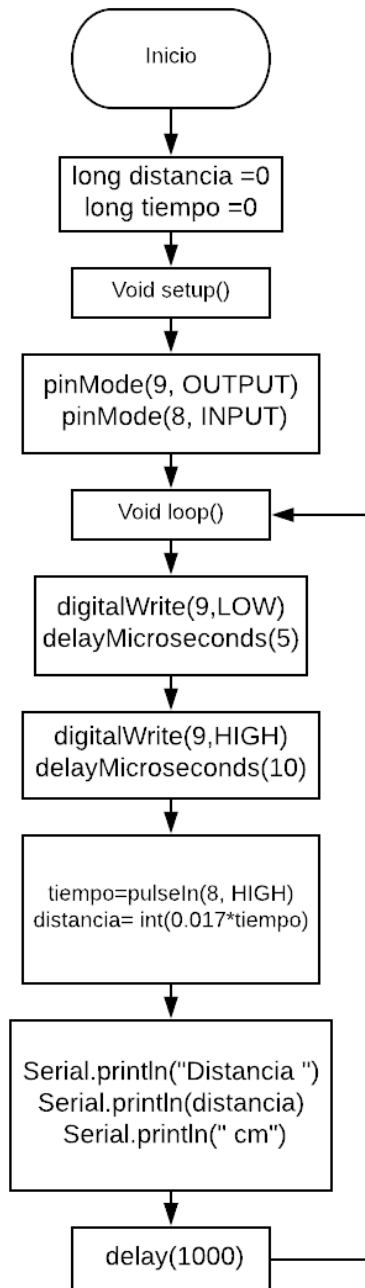 Inicio
long distancia =0
long tiempo =0
Void setup()
pinMode(9, OUTPUT)
pinMode(8, INPUT)
Void loop()
digitalWrite(9,LOW)
delayMicroseconds(5)
digitalWrite(9,HIGH)
delayMicroseconds(10)
tiempo=pulseIn(8, HIGH)
distancia= int(0.017*tiempo)
Serial.println("Distancia ")
Serial.println(distancia)
Serial.println(" cm")
delay(1000)